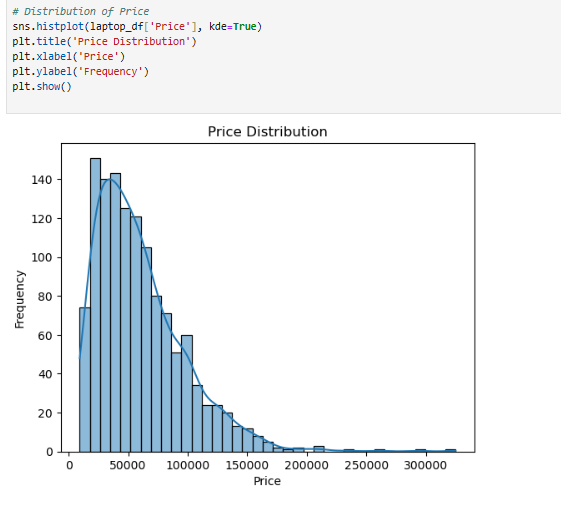 # Distribution of Price
sns.histplot(laptop_df['Price'], kde=True)
plt.title('Price Distribution')
plt.xlabel('Price')
plt.ylabel('Frequency')
plt.show()
Price Distribution
140
120
100
80
60
40
20
0
Frequency
0 50000 100000 150000 200000 250000 300000
Price